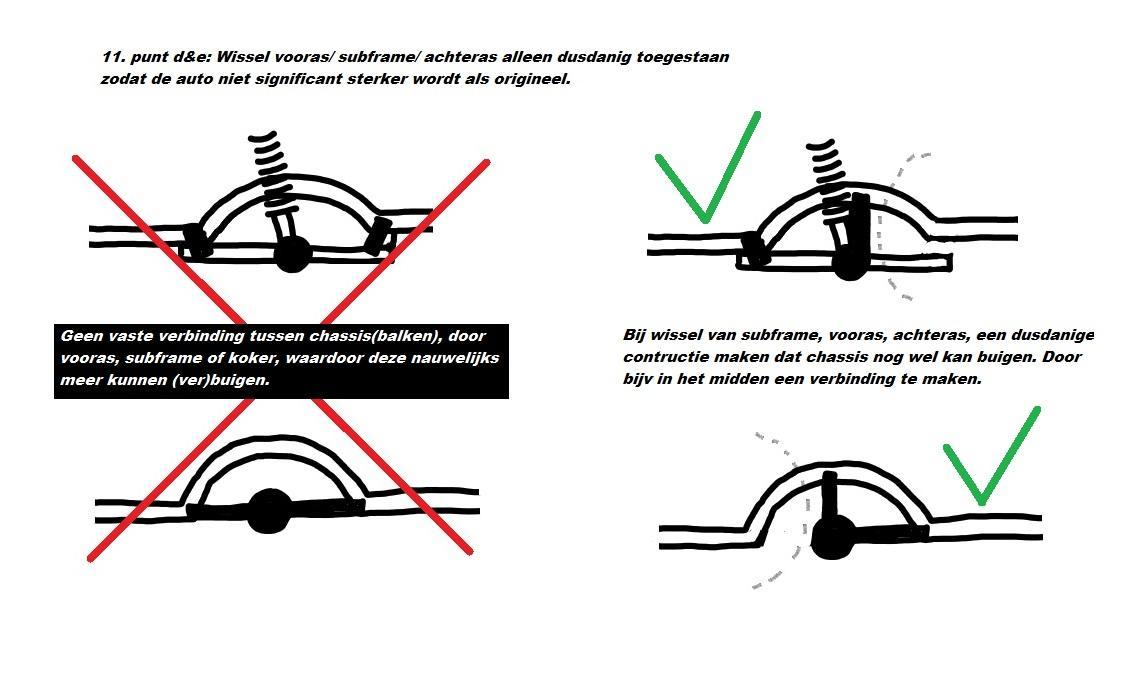 11. punt d&e: Wissel vooras/ subframe/ achteras alleen dusdanig toegestaan
zodat de auto niet significant sterker wordt als origineel.
Geen vaste verbinding tussen chassis(balken), door
vooras, subframe of koker, waardoor deze nauwelijks
meer kunnen (ver)buigen.
Bij wissel van subframe, vooras, achteras, een dusdanige
contructie maken dat chassis nog wel kan buigen. Door
bijv in het midden een verbinding te maken.